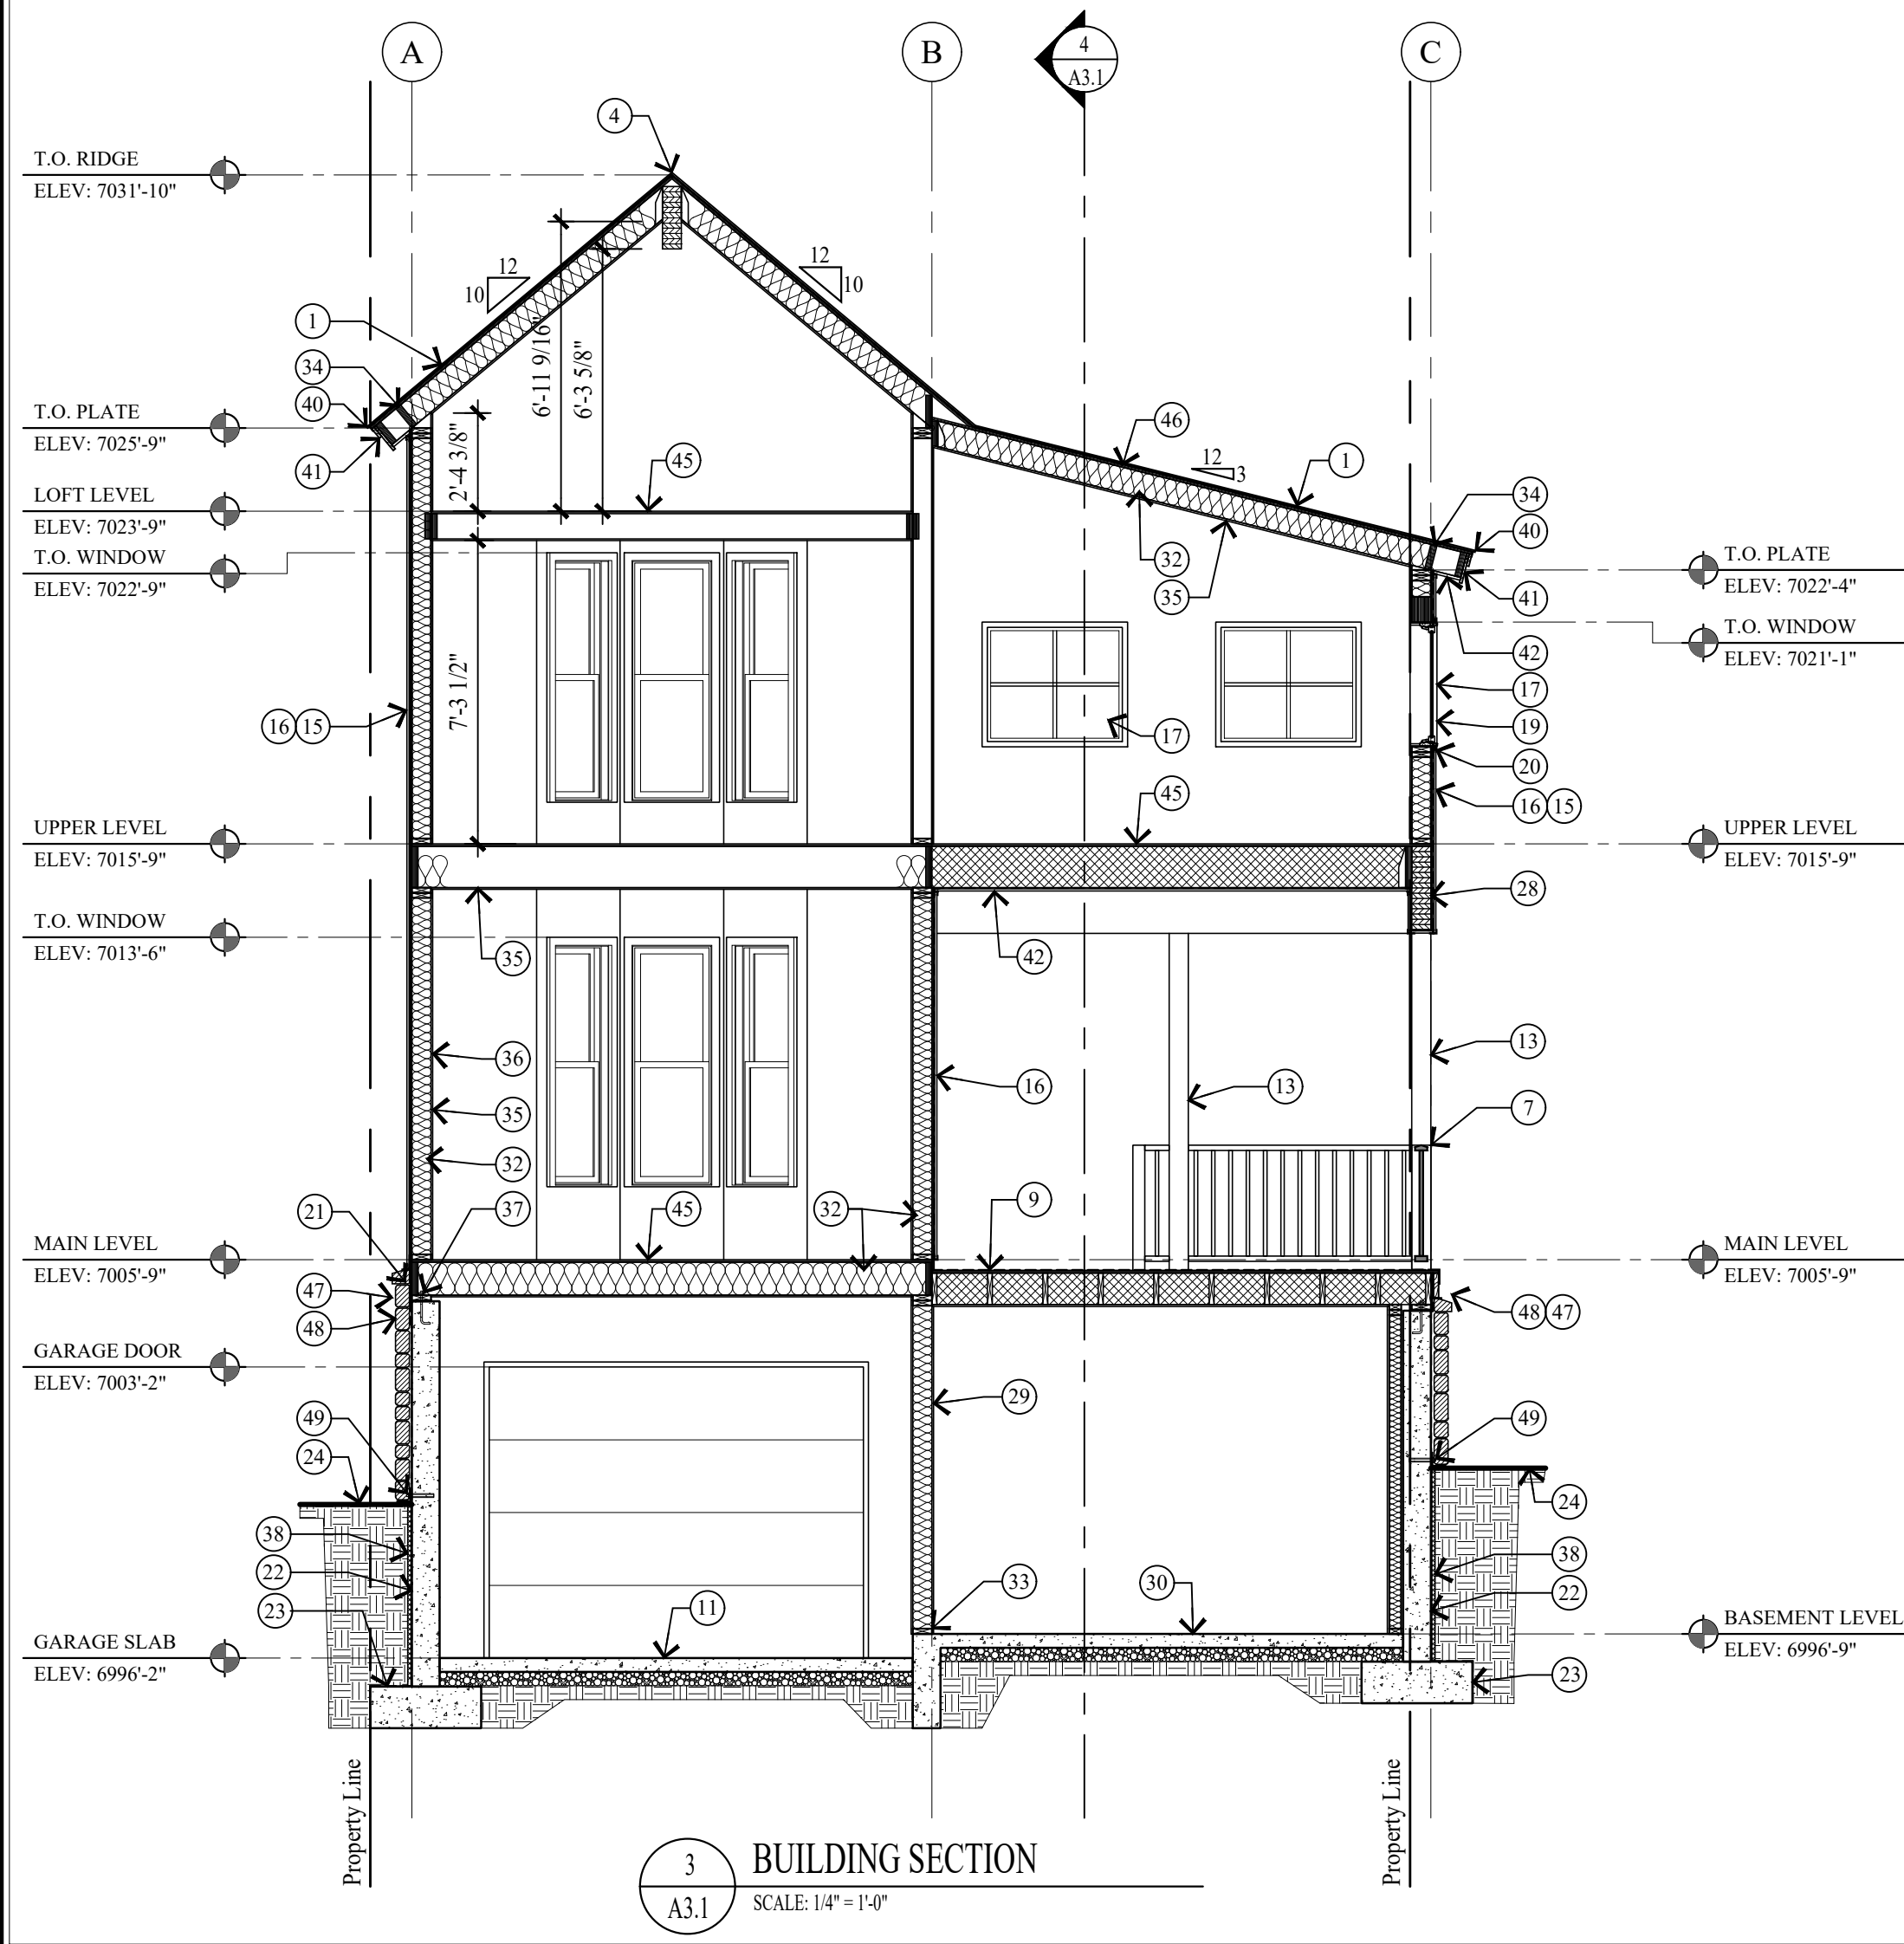 A
B
C
4
A3.1
4
T.O. RIDGE
ELEV: 7031'-10"
12
10
12
10
1
34
40
41
6'-11 9/16"
6'-3 5/8"
2'-4 3/8"
45
46
12
3
1
34
40
41
42
17
19
20
16 15
32
35
T.O. PLATE
ELEV: 7025'-9"
LOFT LEVEL
ELEV: 7023'-9"
T.O. WINDOW
ELEV: 7022'-9"
T.O. PLATE
ELEV: 7022'-4"
T.O. WINDOW
ELEV: 7021'-1"
16 15
7'-3 1/2"
17
45
UPPER LEVEL
ELEV: 7015'-9"
UPPER LEVEL
ELEV: 7015'-9"
28
T.O. WINDOW
ELEV: 7013'-6"
35
42
36
35
32
16
13
13
7
21
37
45
32
9
MAIN LEVEL
ELEV: 7005'-9"
MAIN LEVEL
ELEV: 7005'-9"
47
48
48 47
GARAGE DOOR
ELEV: 7003'-2"
29
49
24
49
24
38
22
23
38
22
23
11
33
30
GARAGE SLAB
ELEV: 6996'-2"
BASEMENT LEVEL
ELEV: 6996'-9"
Property Line
Property Line
3
A3.1
BUILDING SECTION
SCALE: 1/4" = 1'-0"